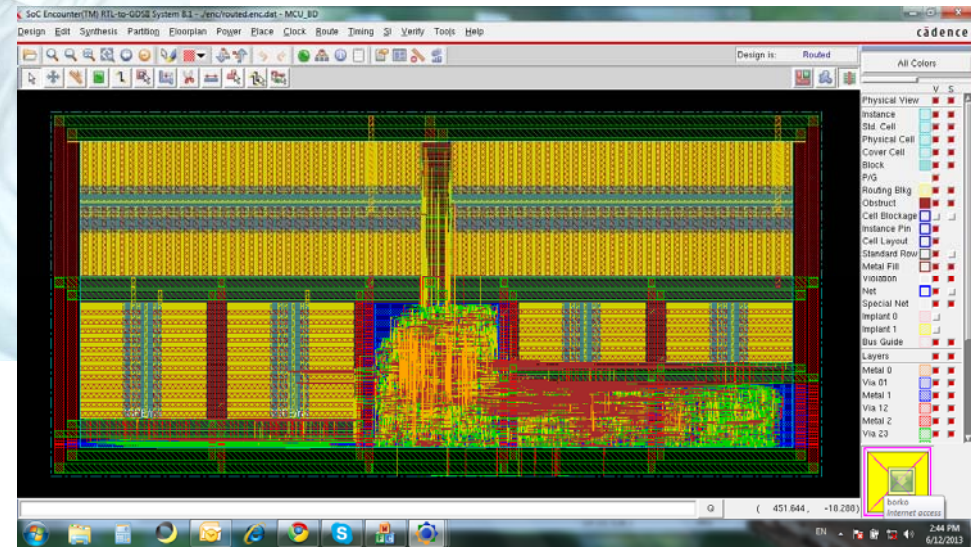 SoC Encounter(TM) RTL-to-GDSII System 8.1 - ./enc/routed.enc.dat - MCU_BD
Design Edit Synthesis Partition Floorplan Power Place Clock Route Timing SI Verify Tools Help
cādence
Design is: Routed
All Colors
V S
Physical View
Instance
Std. Cell
Physical Cell
Cover Cell
Block
P/G
Routing Blkg
Obstruct
Cell Blockage
Instance Pin
Cell Layout
Standard Row
Metal Fill
Violation
Net
Special Net
Implant 0
Implant 1
Bus Guide
Layers
Metal 0
Via 01
Metal 1
Via 12
Metal 2
Via 23
borko
Internet access
Q ( 451.644, -18.288)
EN
2:44 PM
6/12/2013